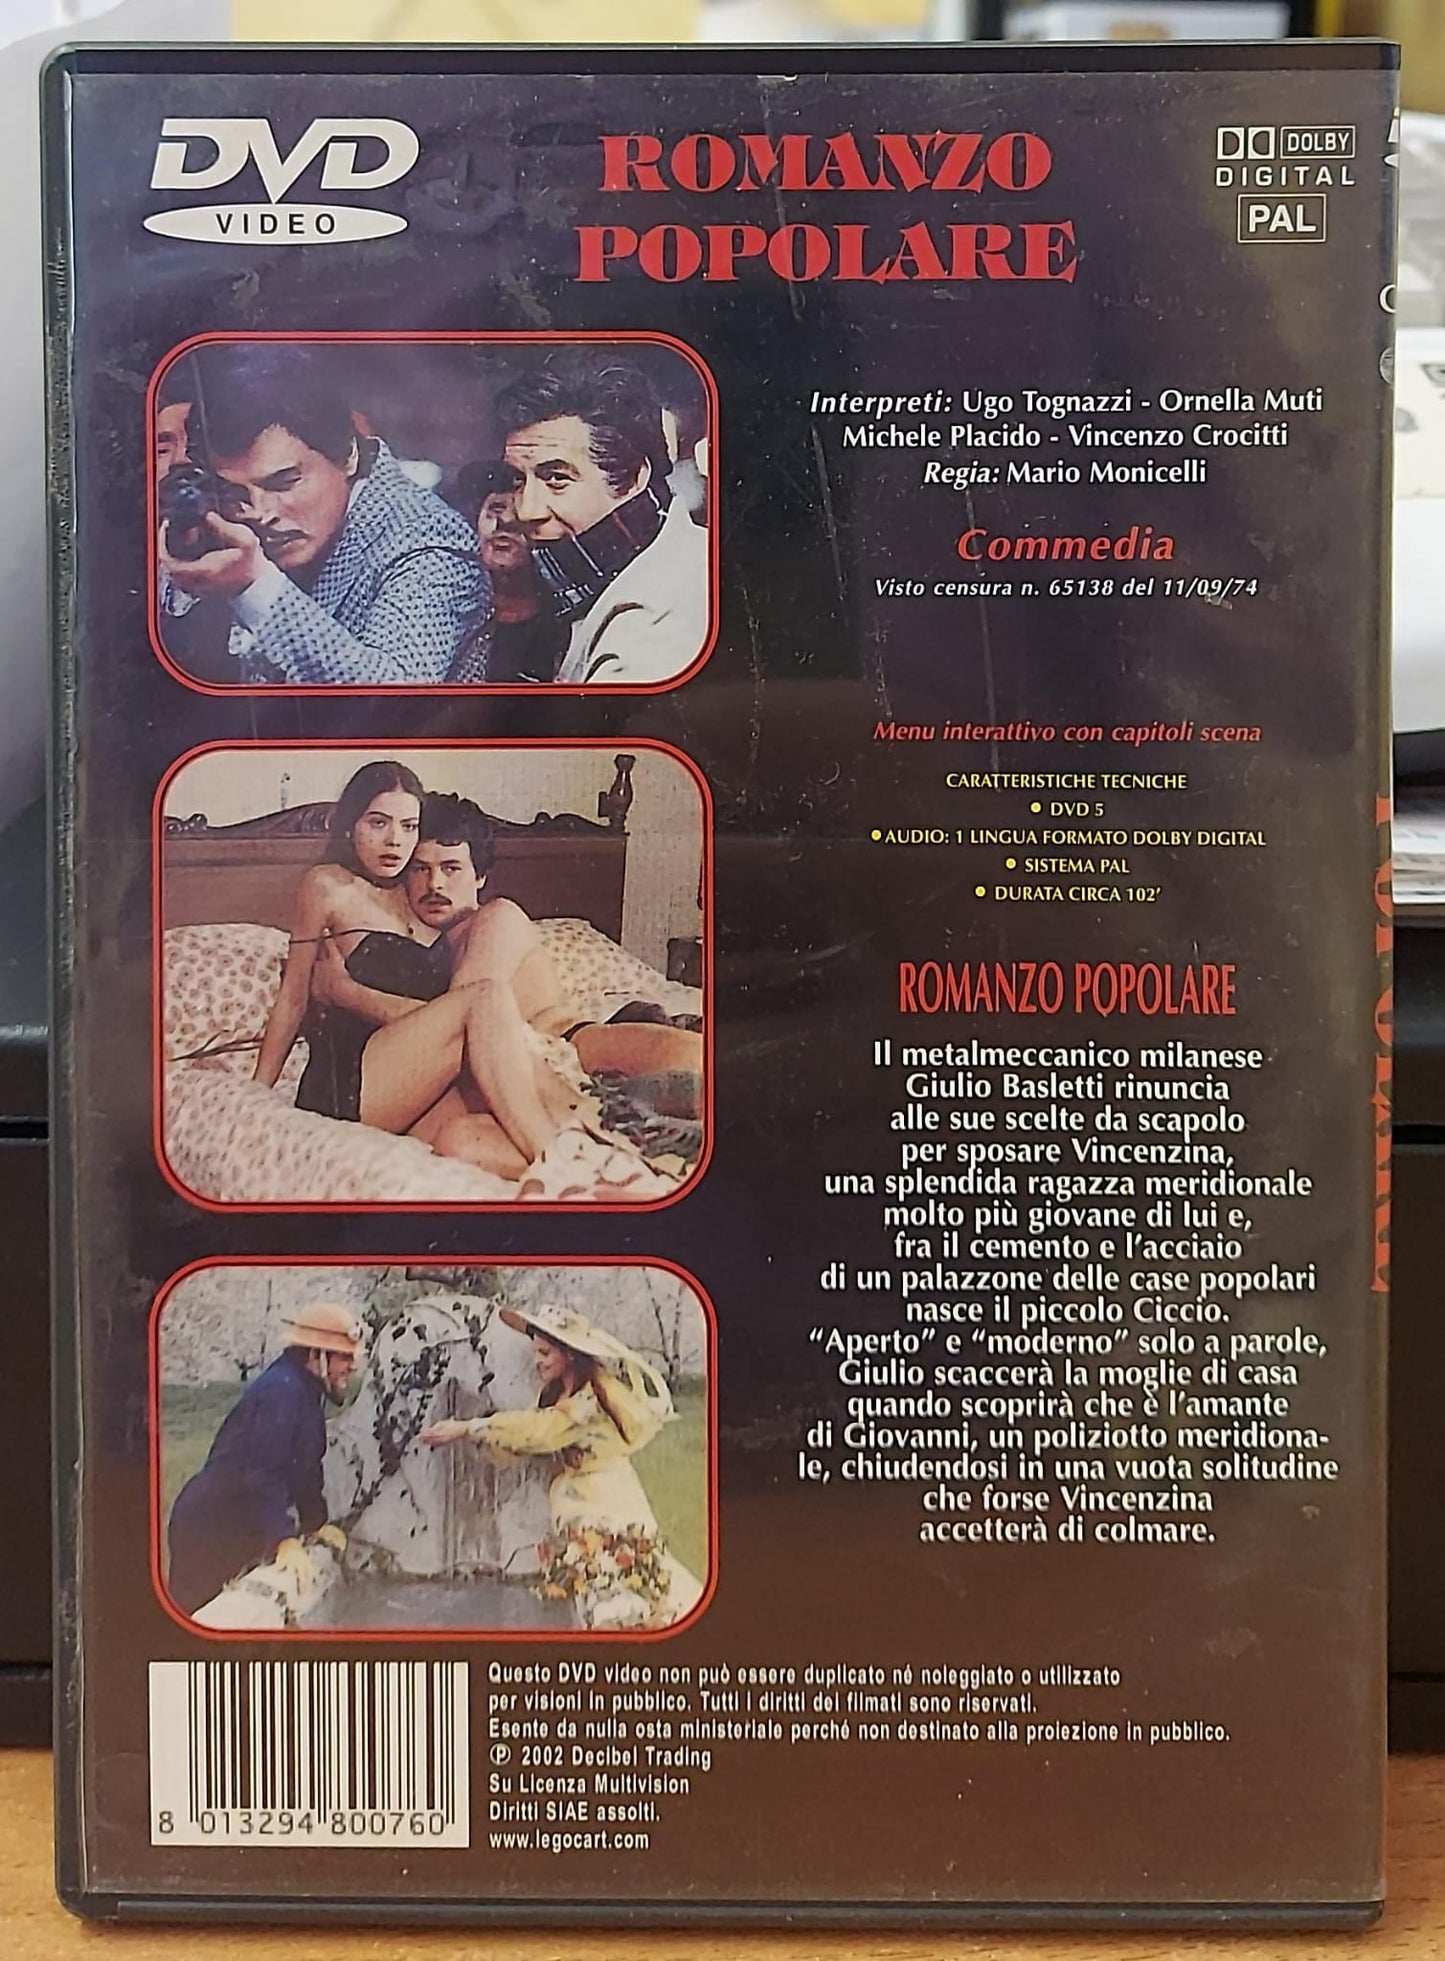 DVD
VIDEO
ROMANZO
POPOLARE
DOLBY
DIGITAL
PAL
Interpreti: Ugo Tognazzi - Ornella Muti
Michele Placido - Vincenzo Crocitti
Regia: Mario Monicelli
Commedia
Visto censura n. 65138 del 11/09/74
Menu interattivo con capitoli scena
CARATTERISTICHE TECNICHE
• DVD 5
• AUDIO: 1 LINGUA FORMATO DOLBY DIGITAL
• SISTEMA PAL
• DURATA CIRCA 102'
ROMANZO POPOLARE
Il metalmeccanico milanese
Giulio Basletti rinuncia
alle sue scelte da scapolo
per sposare Vincenzina,
una splendida ragazza meridionale
molto più giovane di lui e,
fra il cemento e l'acciaio
di un palazzone delle case popolari
nasce il piccolo Ciccio.
“Aperto” e “moderno” solo a parole,
Giulio scaccerà la moglie di casa
quando scoprirà che è l'amante
di Giovanni, un poliziotto meridiona-
le, chiudendosi in una vuota solitudine
che forse Vincenzina
accetterà di colmare.
Questo DVD video non può essere duplicato né noleggiato o utilizzato
per visioni in pubblico. Tutti i diritti dei filmati sono riservati.
Esente da nulla osta ministeriale perché non destinato alla proiezione in pubblico.
℗ 2002 Decibel Trading
Su Licenza Multivision
Diritti SIAE assolti.
www.legocart.com
8 013294 800760